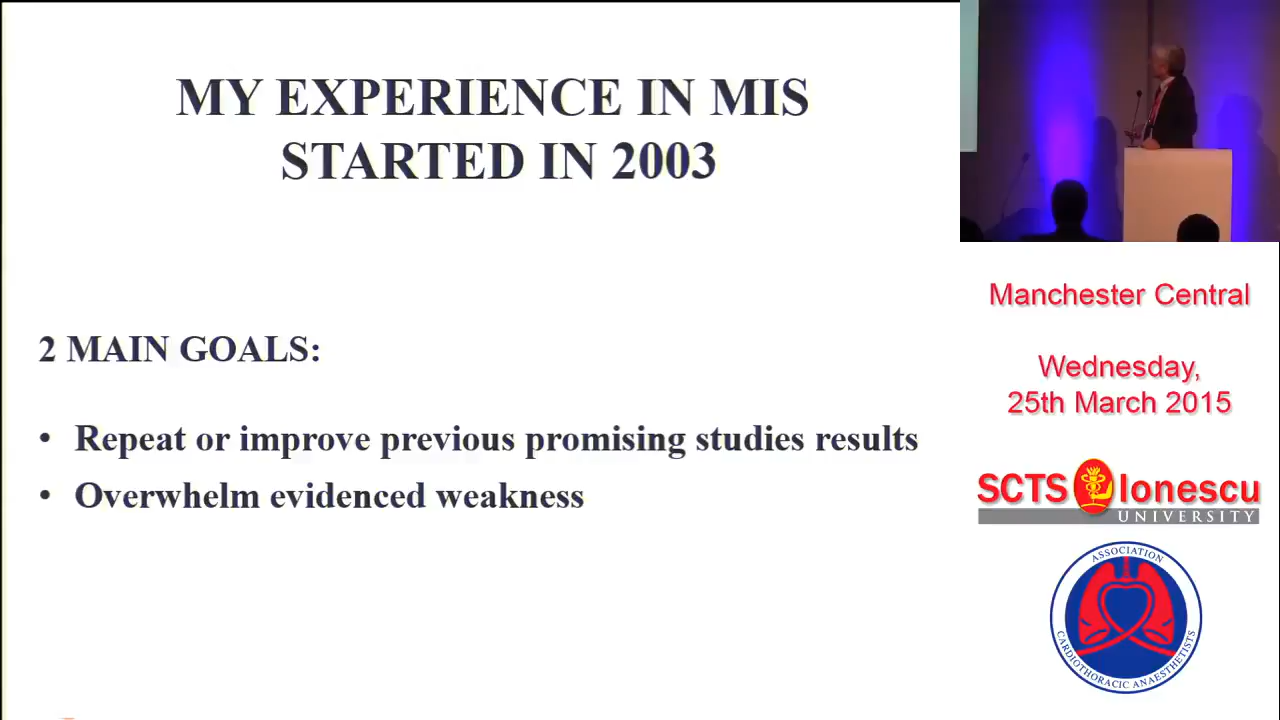 MY EXPERIENCE IN MIS
STARTED IN 2003
2 MAIN GOALS:
• Repeat or improve previous promising studies results
• Overwhelm evidenced weakness
Manchester Central
Wednesday,
25th March 2015
SCTS Ionescu
UNIVERSITY
ASSOCIATION
CARDIOTHORACIC ANAESTHETISTS